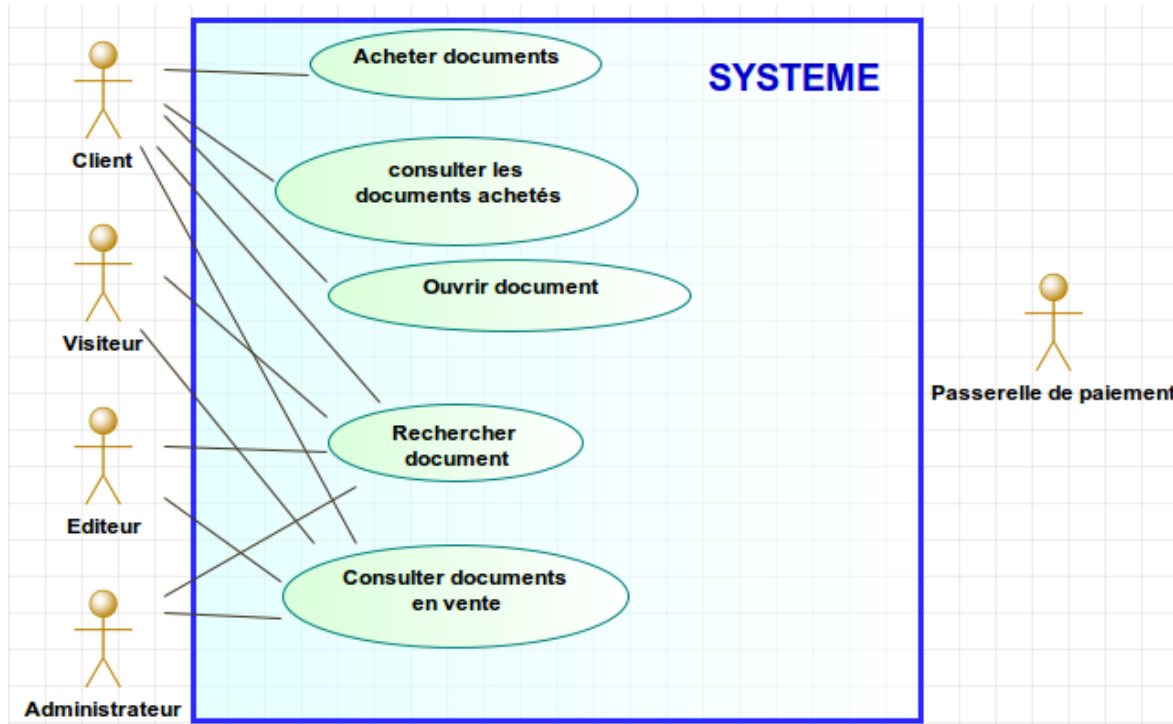 Acheter documents
SYSTEME
Client
consulter les
documents achetés
Visiteur
Ouvrir document
Passerelle de paiement
Editeur
Rechercher
document
Administrateur
Consulter documents
en vente